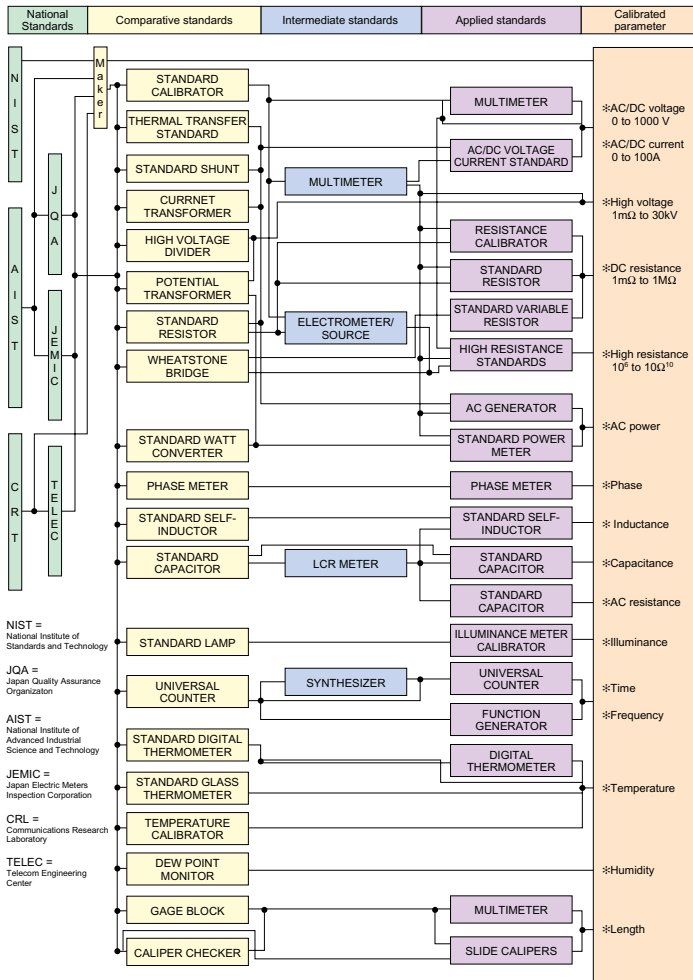 National
Standards
Comparative standards
Intermediate standards
Applied standards
Calibrated
parameter
NIST
AIST
CRT
JQA
JEMIC
TELEC
Maker
STANDARD
CALIBRATOR
THERMAL TRANSFER
STANDARD
STANDARD SHUNT
CURRNET
TRANSFORMER
HIGH VOLTAGE
DIVIDER
POTENTIAL
TRANSFORMER
STANDARD
RESISTOR
WHEATSTONE
BRIDGE
STANDARD WATT
CONVERTER
PHASE METER
STANDARD SELF-
INDUCTOR
STANDARD
CAPACITOR
STANDARD LAMP
UNIVERSAL
COUNTER
STANDARD DIGITAL
THERMOMETER
STANDARD GLASS
THERMOMETER
TEMPERATURE
CALIBRATOR
DEW POINT
MONITOR
GAGE BLOCK
CALIPER CHECKER
MULTIMETER
ELECTROMETER/
SOURCE
LCR METER
SYNTHESIZER
MULTIMETER
AC/DC VOLTAGE
CURRENT STANDARD
RESISTANCE
CALIBRATOR
STANDARD
RESISTOR
STANDARD VARIABLE
RESISTOR
HIGH RESISTANCE
STANDARDS
AC GENERATOR
STANDARD POWER
METER
PHASE METER
STANDARD SELF-
INDUCTOR
STANDARD
CAPACITOR
STANDARD
CAPACITOR
ILLUMINANCE METER
CALIBRATOR
UNIVERSAL
COUNTER
FUNCTION
GENERATOR
DIGITAL
THERMOMETER
MULTIMETER
SLIDE CALIPERS
✻AC/DC voltage
0 to 1000 V
✻AC/DC current
0 to 100A
✻High voltage
1mΩ to 30kV
✻DC resistance
1mΩ to 1MΩ
✻High resistance
10⁶ to 10Ω¹⁰
✻AC power
✻Phase
✻ Inductance
✻Capacitance
✻AC resistance
✻Illuminance
✻Time
✻Frequency
✻Temperature
✻Humidity
✻Length
NIST =
National Institute of
Standards and Technology
JQA =
Japan Quality Assurance
Organizaton
AIST =
National Institute of
Advanced Industrial
Science and Technology
JEMIC =
Japan Electric Meters
Inspection Corporation
CRL =
Communications Research
Laboratory
TELEC =
Telecom Engineering
Center